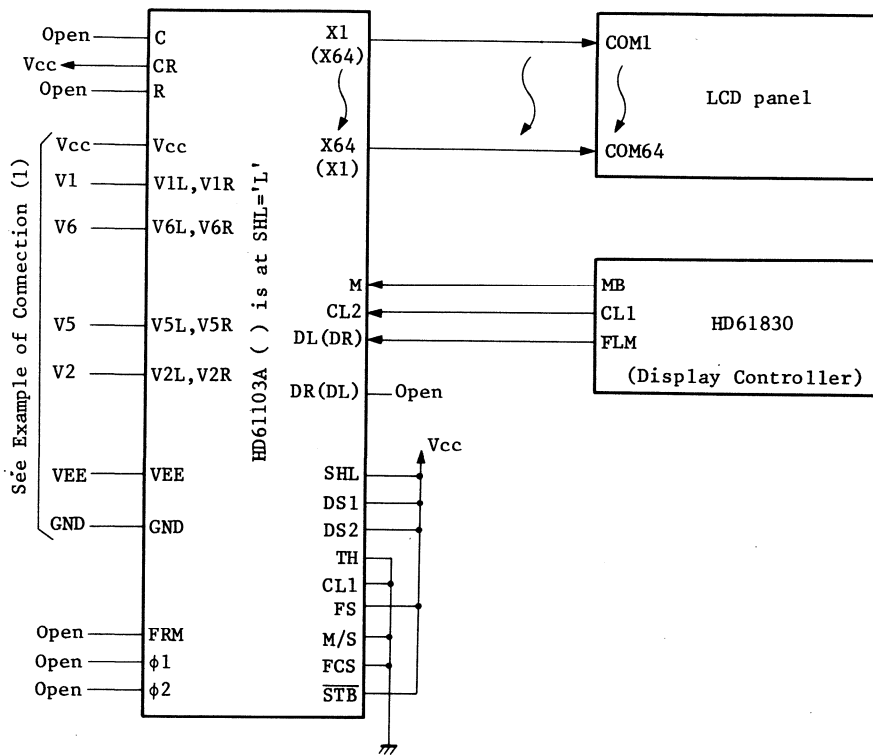 Open
C
Vcc
CR
Open
R
See Example of Connection (1)
Vcc
Vcc
V1
V1L,V1R
V6
V6L,V6R
V5
V5L,V5R
V2
V2L,V2R
VEE
VEE
GND
GND
Open
FRM
Open
φ1
Open
φ2
HD61103A ( ) is at SHL='L'
X1
(X64)
X64
(X1)
M
CL2
DL(DR)
DR(DL)
Open
Vcc
SHL
DS1
DS2
TH
CL1
FS
M/S
FCS
STB
COM1
LCD panel
COM64
MB
CL1
HD61830
FLM
(Display Controller)